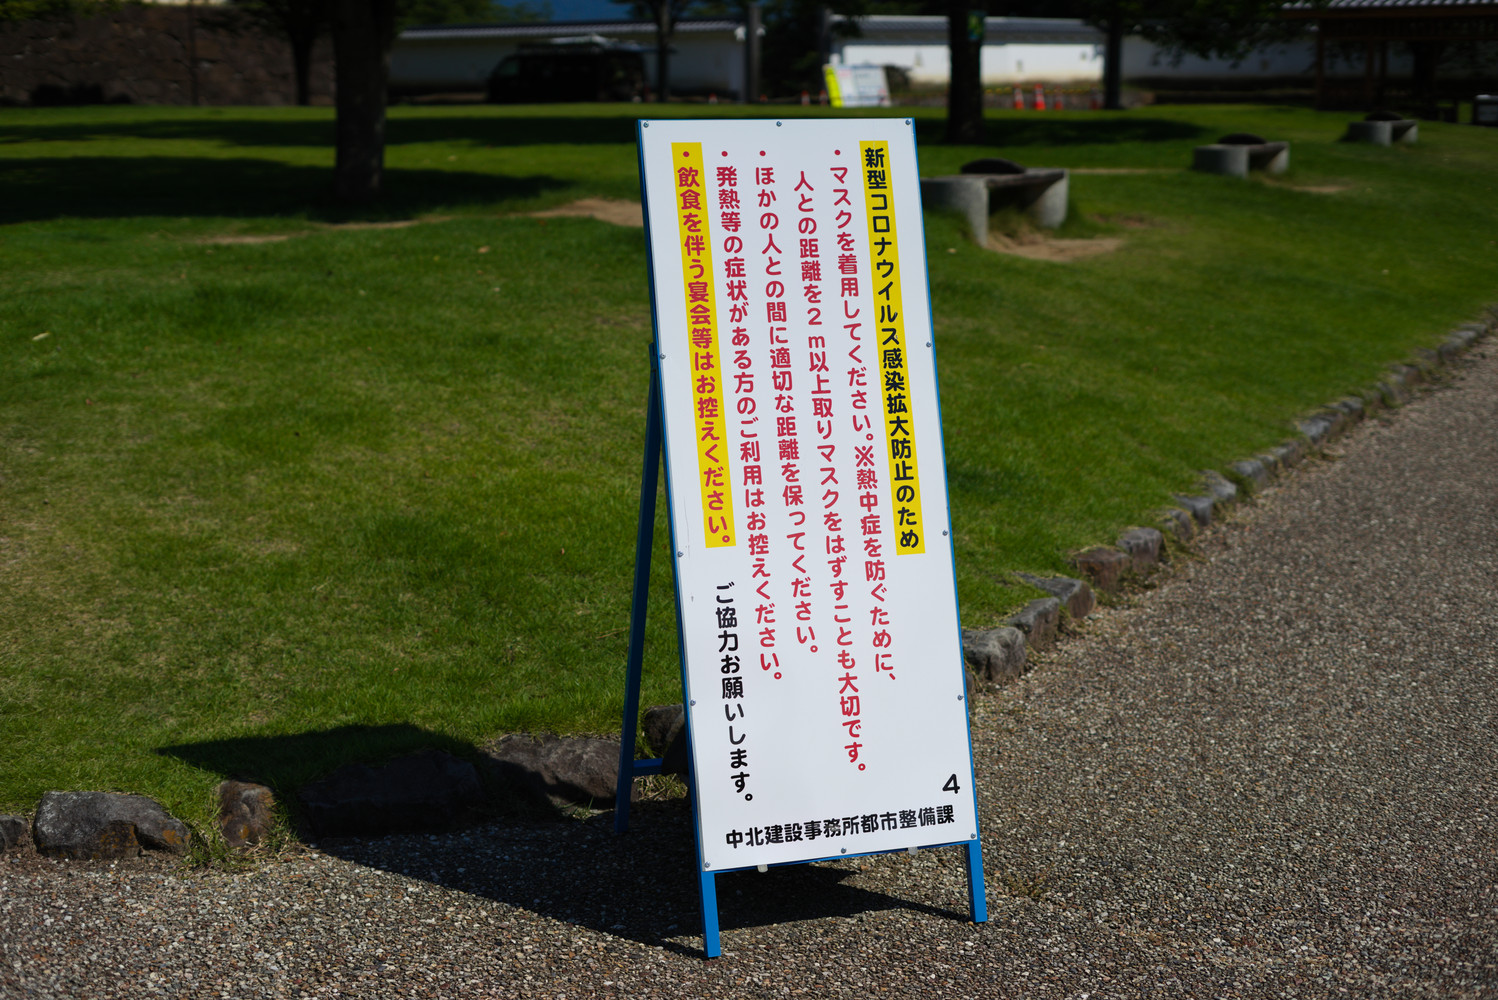 新型コロナウイルス感染拡大防止のため
・マスクを着用してください。※熱中症を防ぐために、
人との距離を2m以上取りマスクをはずすことも大切です。
・ほかの人との間に適切な距離を保ってください。
・発熱等の症状がある方のご利用はお控えください。
・飲食を伴う宴会等はお控えください。
ご協力お願いします。
4
中北建設事務所都市整備課